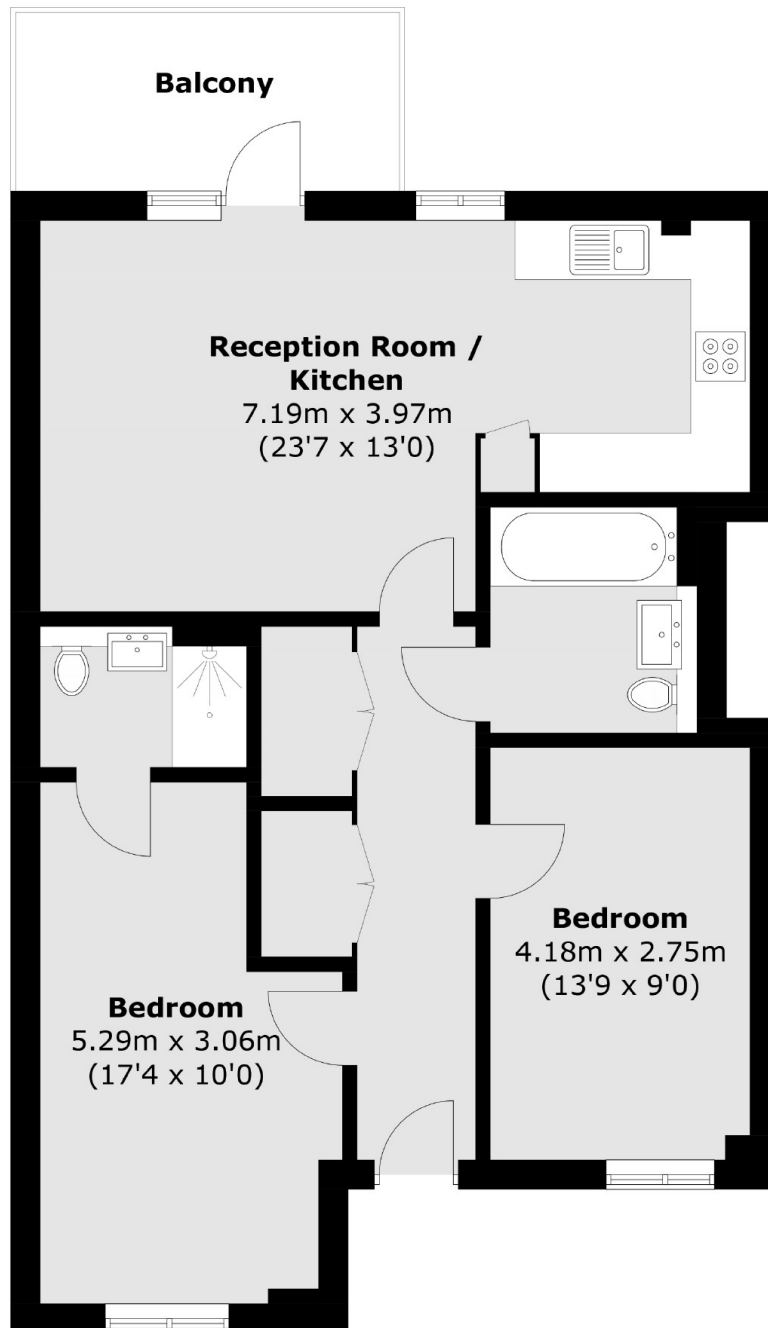 Balcony
Reception Room /
Kitchen
7.19m x 3.97m
(23'7 x 13'0)
Bedroom
4.18m x 2.75m
(13'9 x 9'0)
Bedroom
5.29m x 3.06m
(17'4 x 10'0)